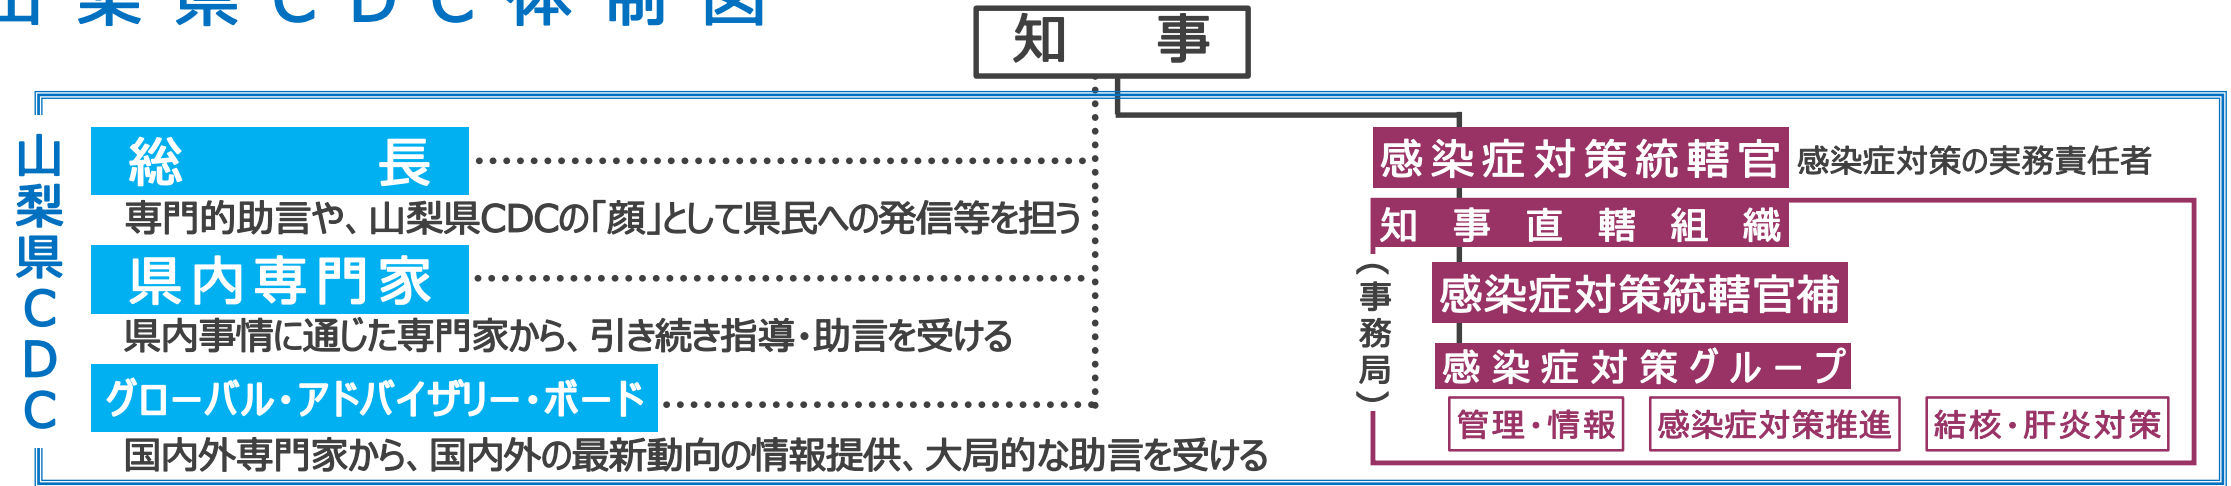 山梨県CDC体制図
知事
山梨県CDC
総長
専門的助言や、山梨県CDCの「顔」として県民への発信等を担う
県内専門家
県内事情に通じた専門家から、引き続き指導・助言を受ける
グローバル・アドバイザリー・ボード
国内外専門家から、国内外の最新動向の情報提供、大局的な助言を受ける
感染症対策統轄官
感染症対策の実務責任者
知事直轄組織
（事務局）
感染症対策統轄官補
感染症対策グループ
管理・情報
感染症対策推進
結核・肝炎対策